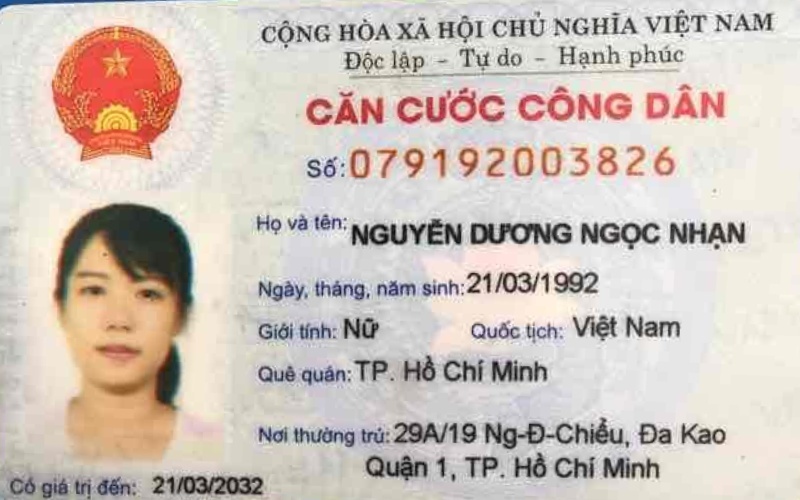 CỘNG HÒA XÃ HỘI CHỦ NGHĨA VIỆT NAM
Độc lập - Tự do - Hạnh phúc
CĂN CƯỚC CÔNG DÂN
Số: 079192003826
Họ và tên: NGUYỄN DƯƠNG NGỌC NHẠN
Ngày, tháng, năm sinh: 21/03/1992
Giới tính: Nữ Quốc tịch: Việt Nam
Quê quán: TP. Hồ Chí Minh
Nơi thường trú: 29A/19 Ng-Đ-Chiểu, Đa Kao
Quận 1, TP. Hồ Chí Minh
Có giá trị đến: 21/03/2032